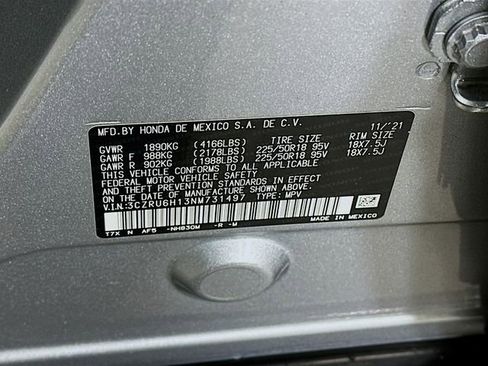 MFD.BY HONDA DE MEXICO S.A. DE C.V. 11/'21
GVWR 1890KG (4166LBS) TIRE SIZE RIM SIZE
GAWR F 988KG (2178LBS) 225/50R18 95V 18X7.5J
GAWR R 902KG (1988LBS) 225/50R18 95V 18X7.5J
THIS VEHICLE CONFORMS TO ALL APPLICABLE
FEDERAL MOTOR VEHICLE SAFETY STANDARDS IN
EFFECT ON THE DATE OF MANUFACTURE SHOWN ABOVE.
V.I.N:3CZRU6H13NM731497 TYPE: MPV
T7X N AF5 -NH830M -R -M MADE IN MEXICO